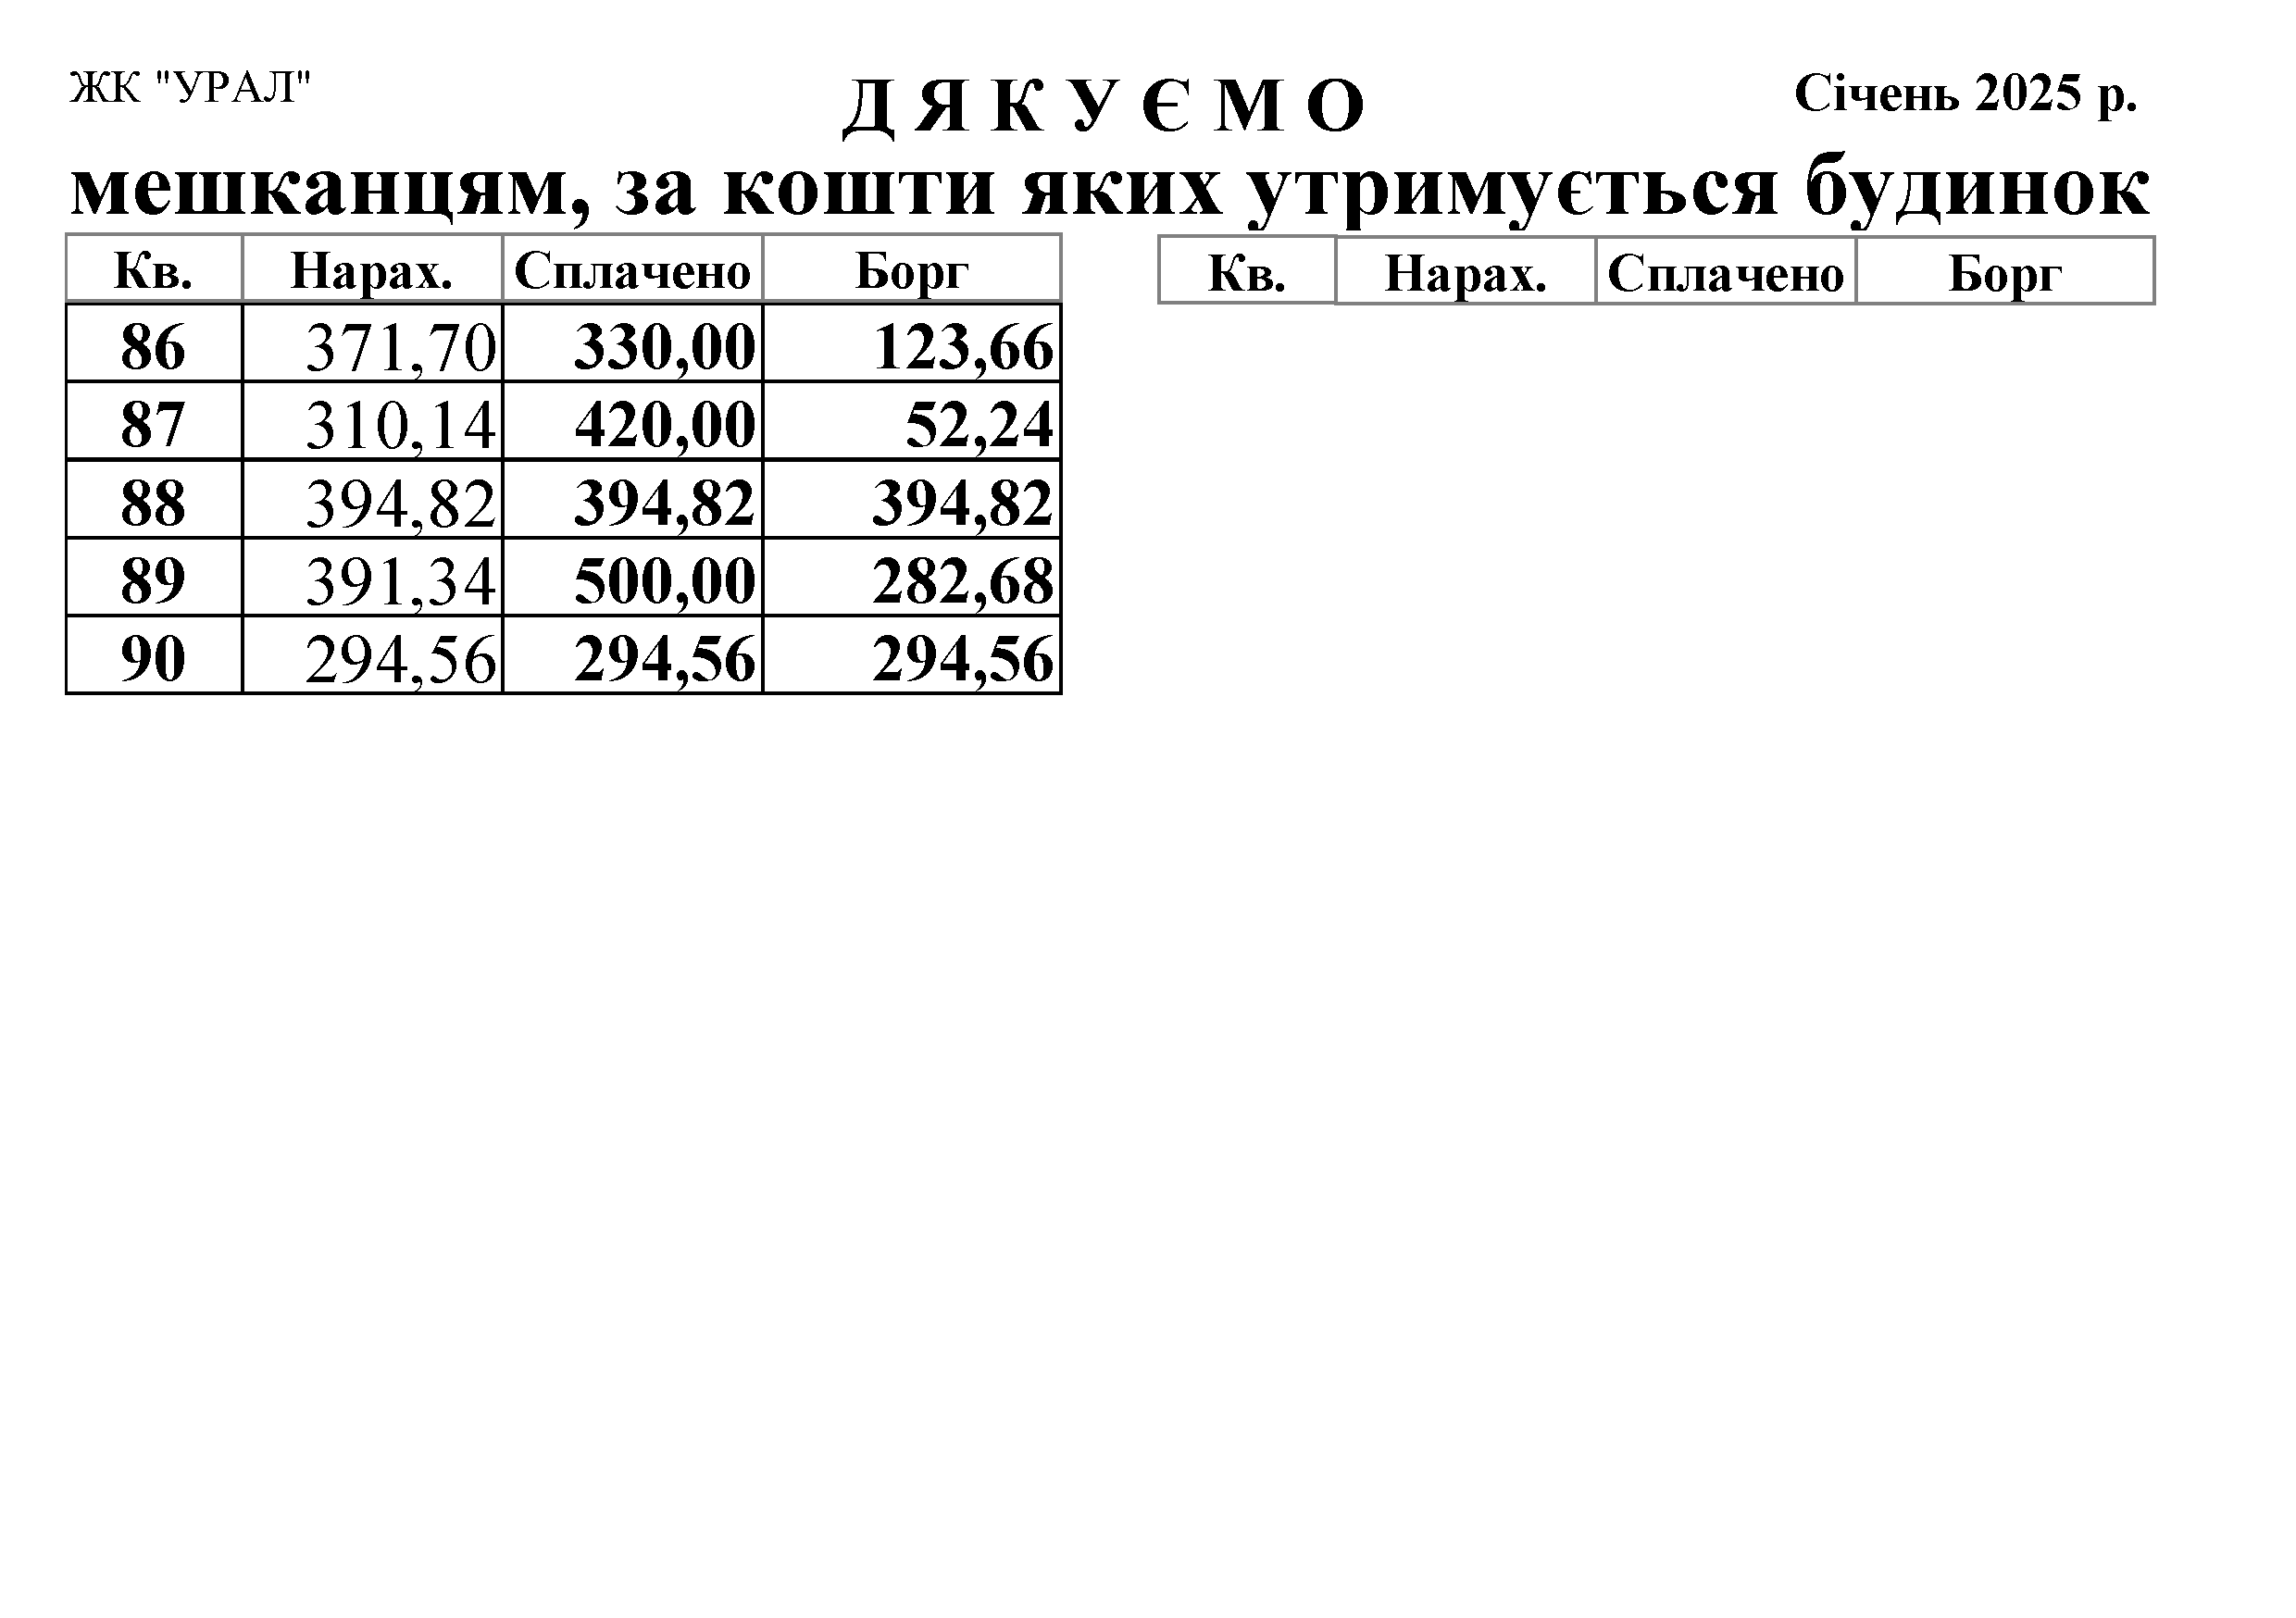 ЖК "УРАЛ"
Д Я К У Є М О
Січень 2025 р.
мешканцям, за кошти яких утримується будинок
Кв. Нарах. Сплачено Борг
86 371,70 330,00 123,66
87 310,14 420,00 52,24
88 394,82 394,82 394,82
89 391,34 500,00 282,68
90 294,56 294,56 294,56
Кв. Нарах. Сплачено Борг